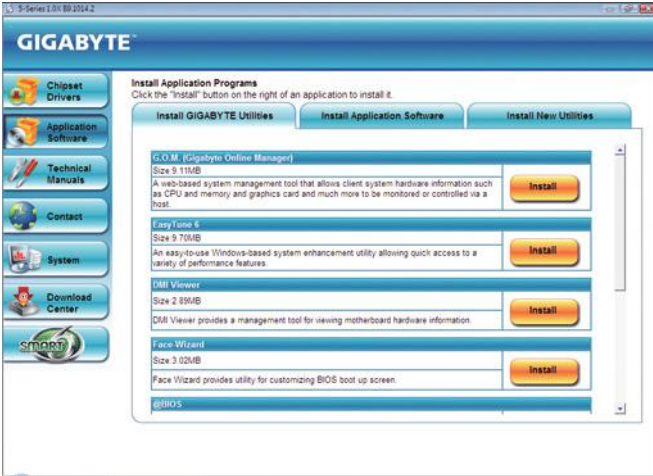 5-Series 1.0X B9.1014.2
GIGABYTE™
Chipset
Drivers
Application
Software
Technical
Manuals
Contact
System
Download
Center
SMART
Install Application Programs
Click the "Install" button on the right of an application to install it.
Install GIGABYTE Utilities
Install Application Software
Install New Utilities
G.O.M. (Gigabyte Online Manager)
Size 9.11MB
A web-based system management tool that allows client system hardware information such
as CPU and memory and graphics card and much more to be monitored or controlled via a
host.
Install
EasyTune 6
Size 9.70MB
An easy-to-use Windows-based system enhancement utility allowing quick access to a
variety of performance features.
Install
DMI Viewer
Size 2.89MB
DMI Viewer provides a management tool for viewing motherboard hardware information.
Install
Face-Wizard
Size 3.02MB
Face Wizard provides utility for customizing BIOS boot up screen.
Install
@BIOS